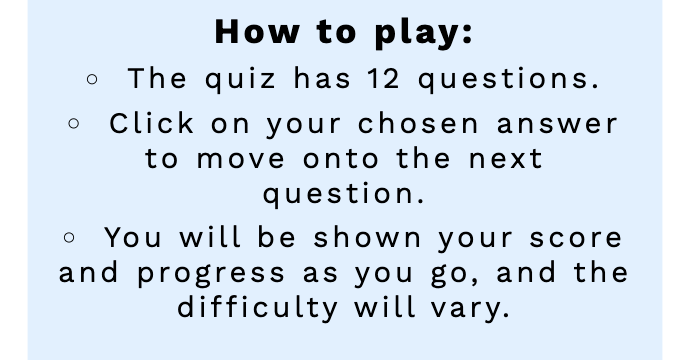 How to play:
○ The quiz has 12 questions.
○ Click on your chosen answer
to move onto the next
question.
○ You will be shown your score
and progress as you go, and the
difficulty will vary.